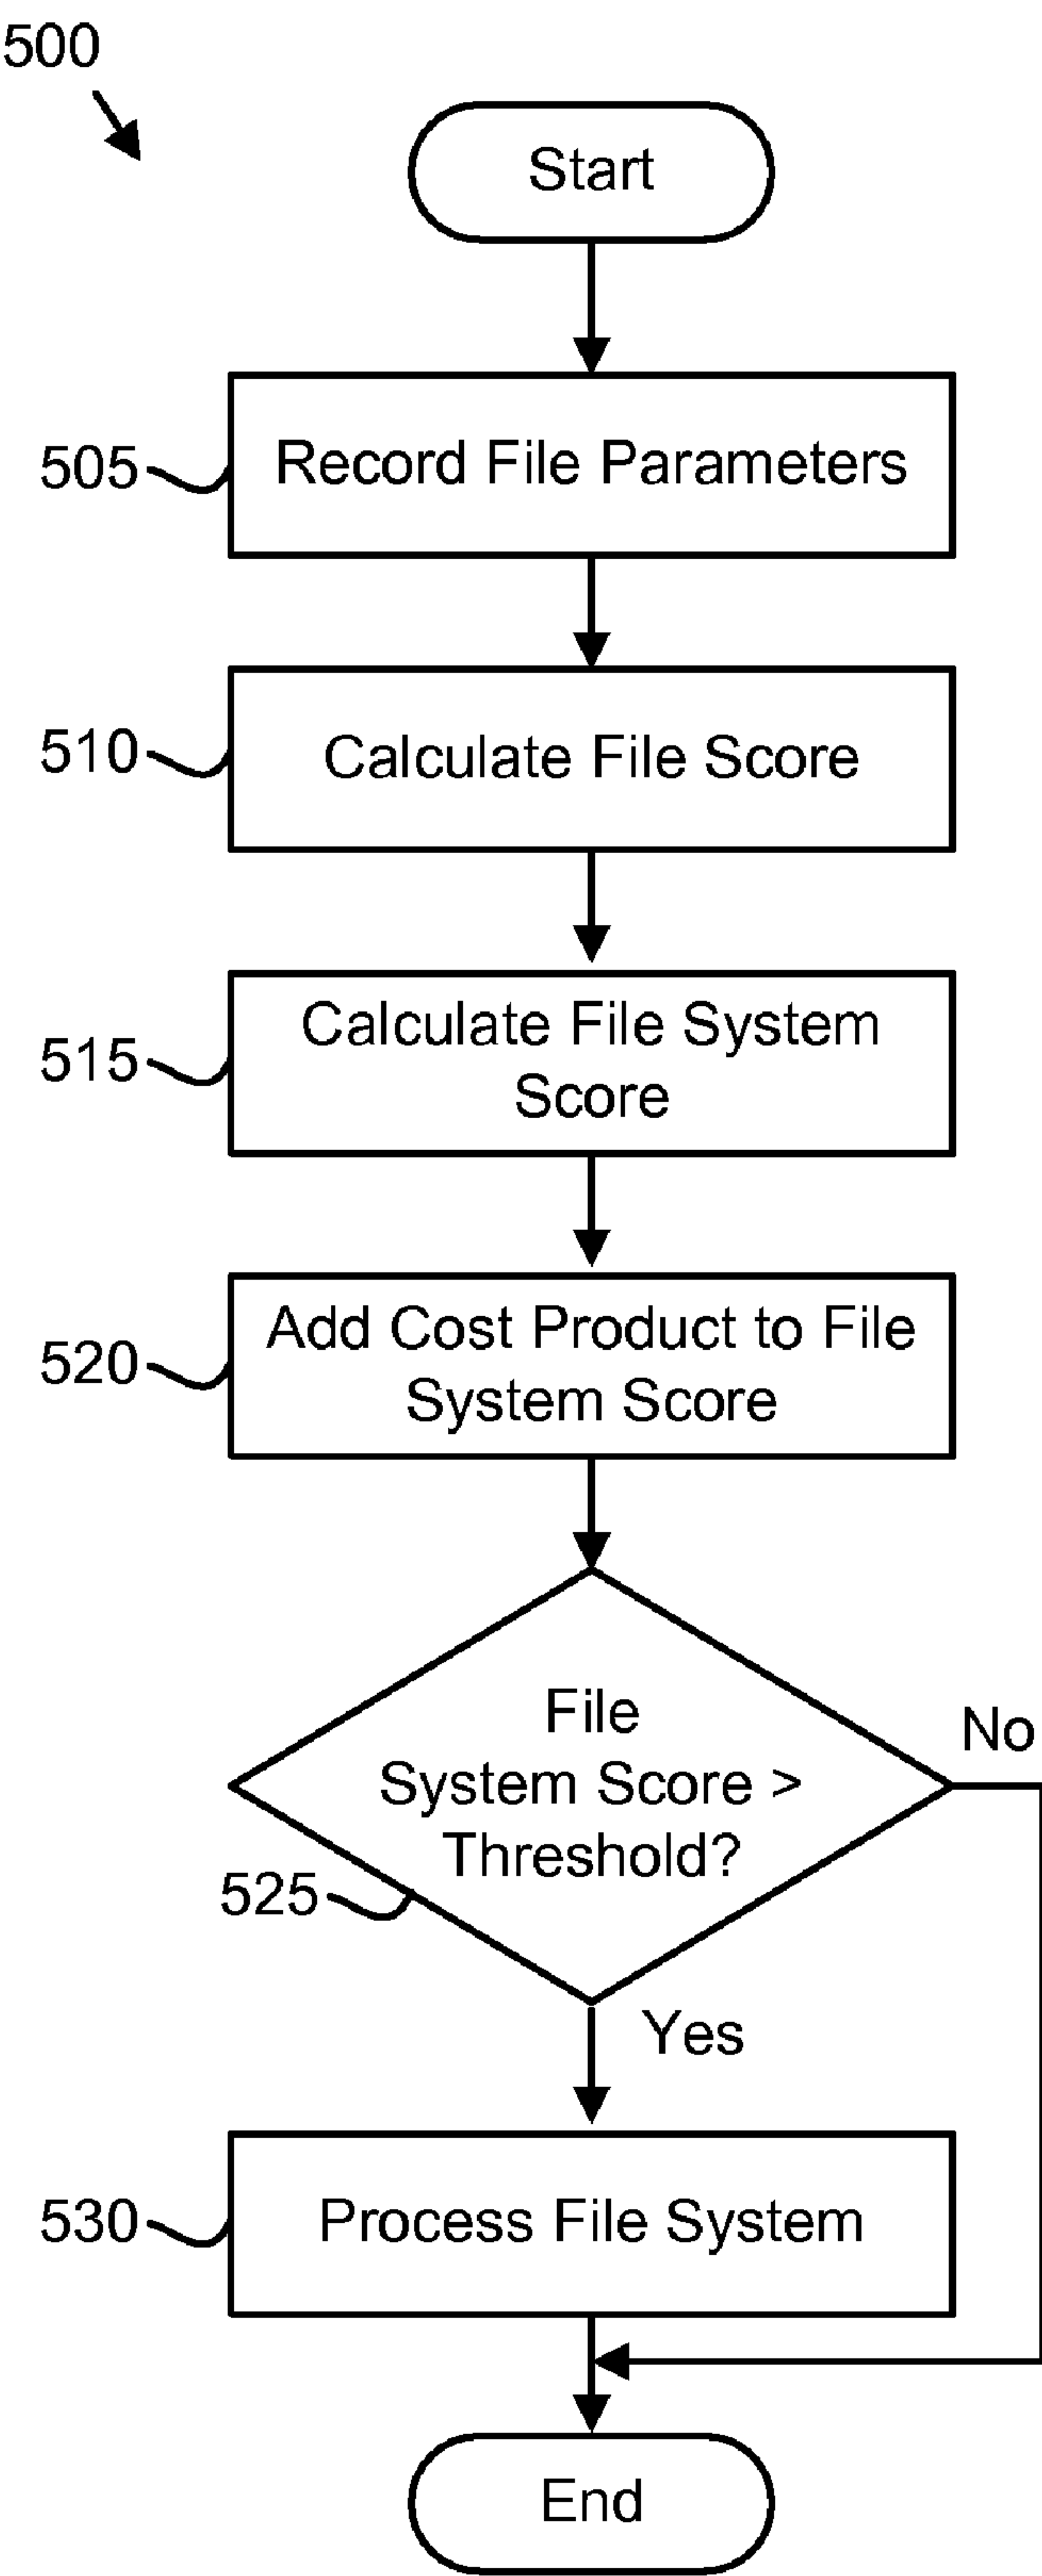 500
Start
505
Record File Parameters
510
Calculate File Score
515
Calculate File System
Score
520
Add Cost Product to File
System Score
File
System Score >
Threshold?
No
525
Yes
530
Process File System
End